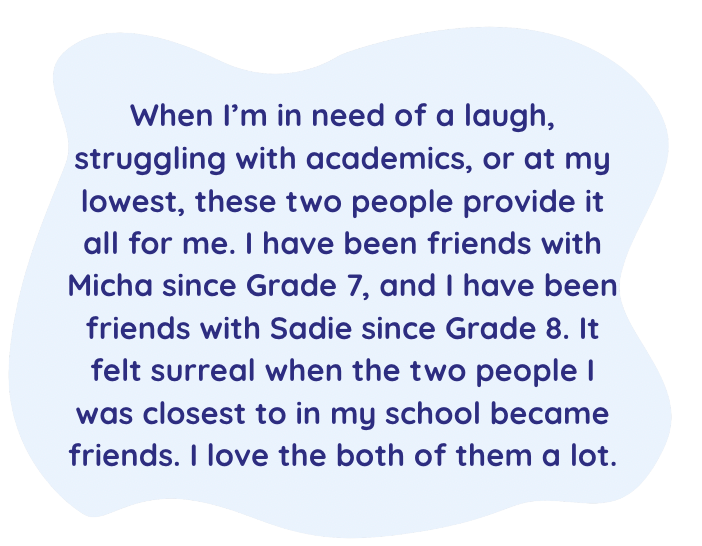 When I’m in need of a laugh,
struggling with academics, or at my
lowest, these two people provide it
all for me. I have been friends with
Micha since Grade 7, and I have been
friends with Sadie since Grade 8. It
felt surreal when the two people I
was closest to in my school became
friends. I love the both of them a lot.